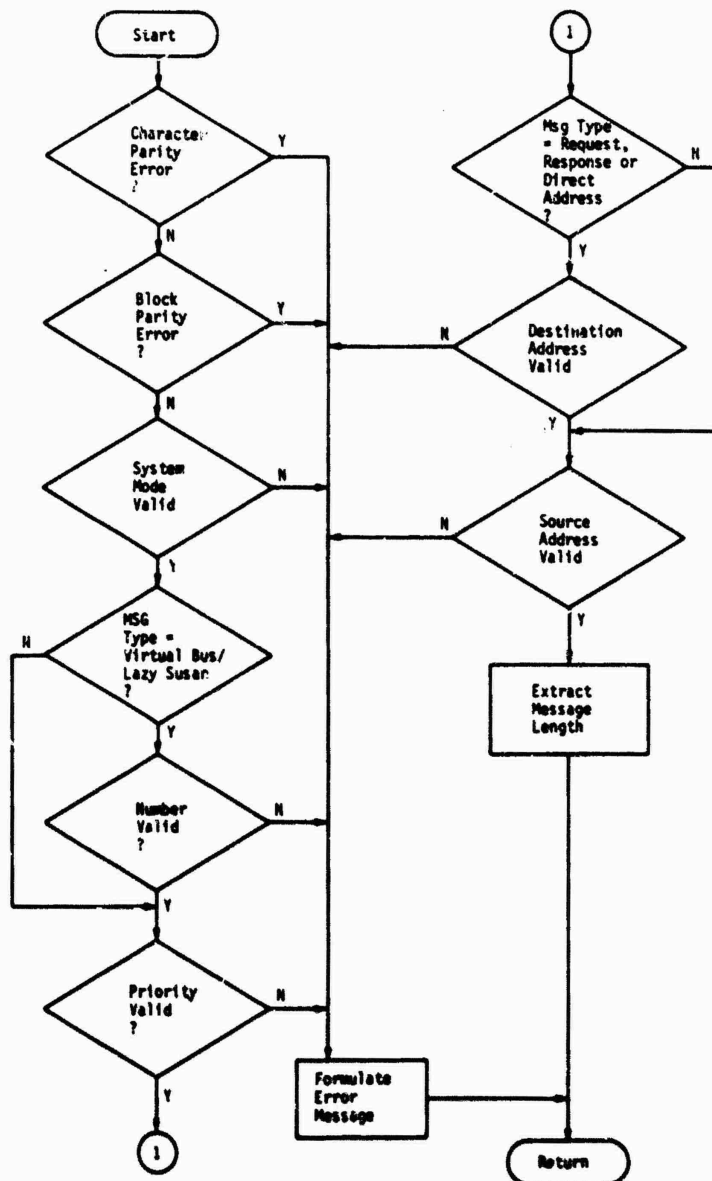 Start
Character
Parity
Error
?
Y
N
Block
Parity
Error
?
Y
N
System
Mode
Valid
N
Y
MSG
Type =
Virtual Bus/
Lazy Susan
?
N
Y
Number
Valid
?
N
Y
Priority
Valid
?
N
Y
1
Formulate
Error
Message
1
Msg Type
= Request,
Response or
Direct
Address
?
N
Y
Destination
Address
Valid
N
Y
Source
Address
Valid
N
Y
Extract
Message
Length
Return